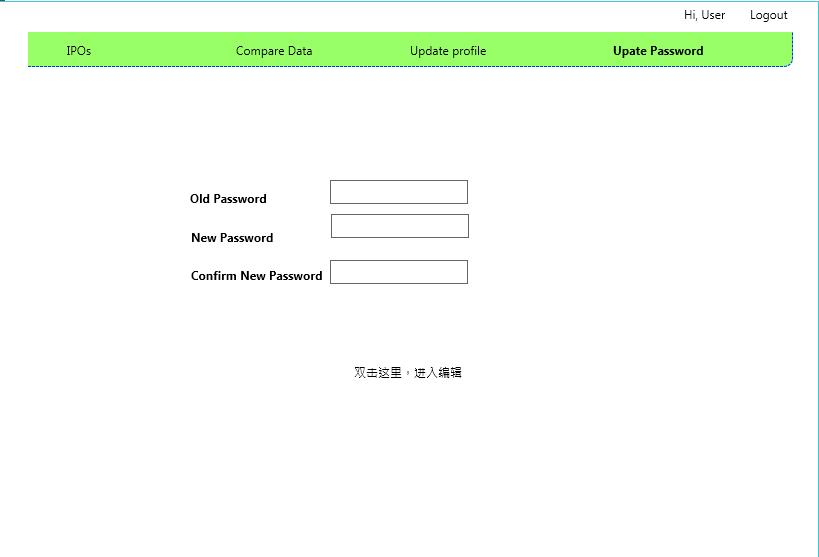 Hi, User Logout
IPOs Compare Data Update profile Upate Password
Old Password
New Password
Confirm New Password
双击这里，进入编辑